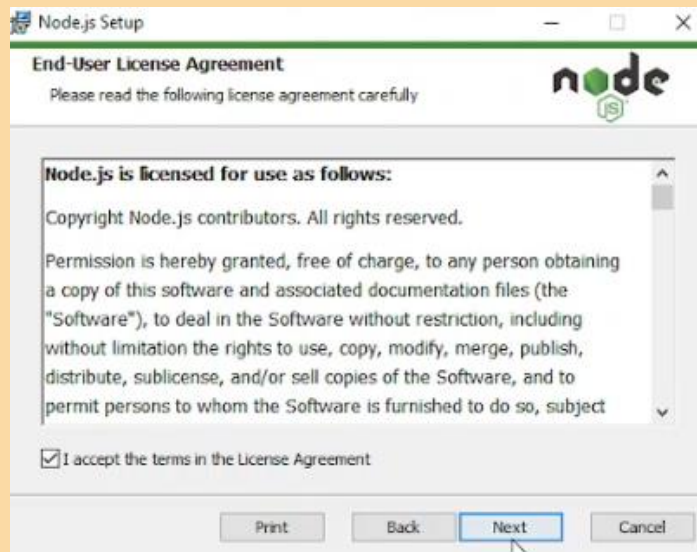 Node.js Setup
End-User License Agreement
Please read the following license agreement carefully
node
JS
Node.js is licensed for use as follows:
Copyright Node.js contributors. All rights reserved.
Permission is hereby granted, free of charge, to any person obtaining
a copy of this software and associated documentation files (the
"Software"), to deal in the Software without restriction, including
without limitation the rights to use, copy, modify, merge, publish,
distribute, sublicense, and/or sell copies of the Software, and to
permit persons to whom the Software is furnished to do so, subject
I accept the terms in the License Agreement
Print Back Next Cancel